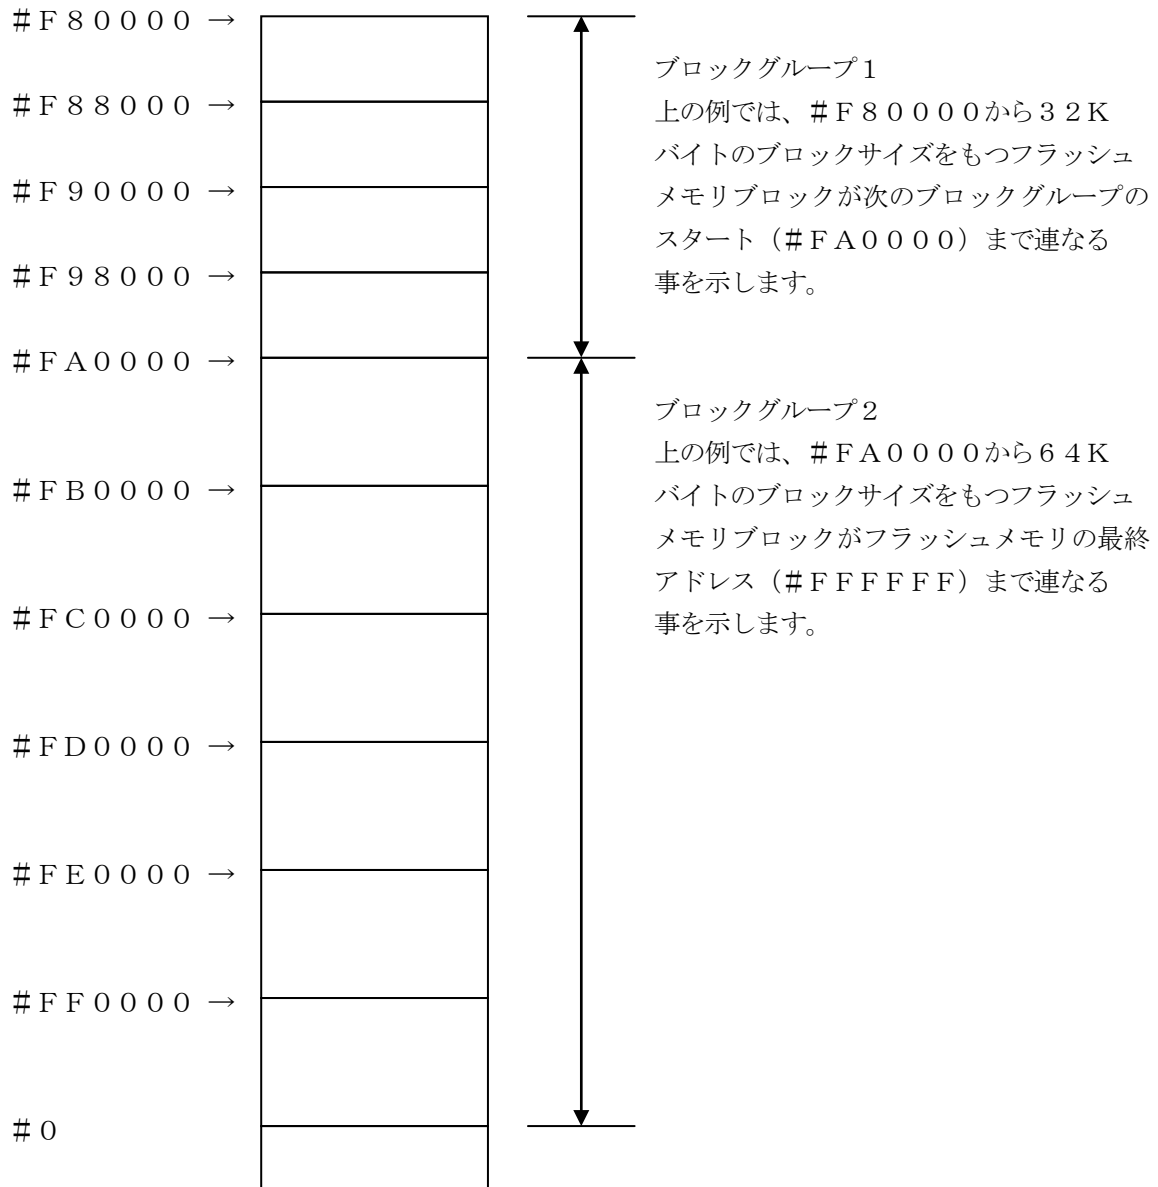 ＃Ｆ８００００ →
＃Ｆ８８０００ →
＃Ｆ９００００ →
＃Ｆ９８０００ →
＃ＦＡ００００ →
＃ＦＢ００００ →
＃ＦＣ００００ →
＃ＦＤ００００ →
＃ＦＥ００００ →
＃ＦＦ００００ →
＃０
ブロックグループ１
上の例では、＃Ｆ８００００から３２Ｋ
バイトのブロックサイズをもつフラッシュ
メモリブロックが次のブロックグループの
スタート（＃ＦＡ００００）まで連なる
事を示します。
ブロックグループ２
上の例では、＃ＦＡ００００から６４Ｋ
バイトのブロックサイズをもつフラッシュ
メモリブロックがフラッシュメモリの最終
アドレス（＃ＦＦＦＦＦＦ）まで連なる
事を示します。